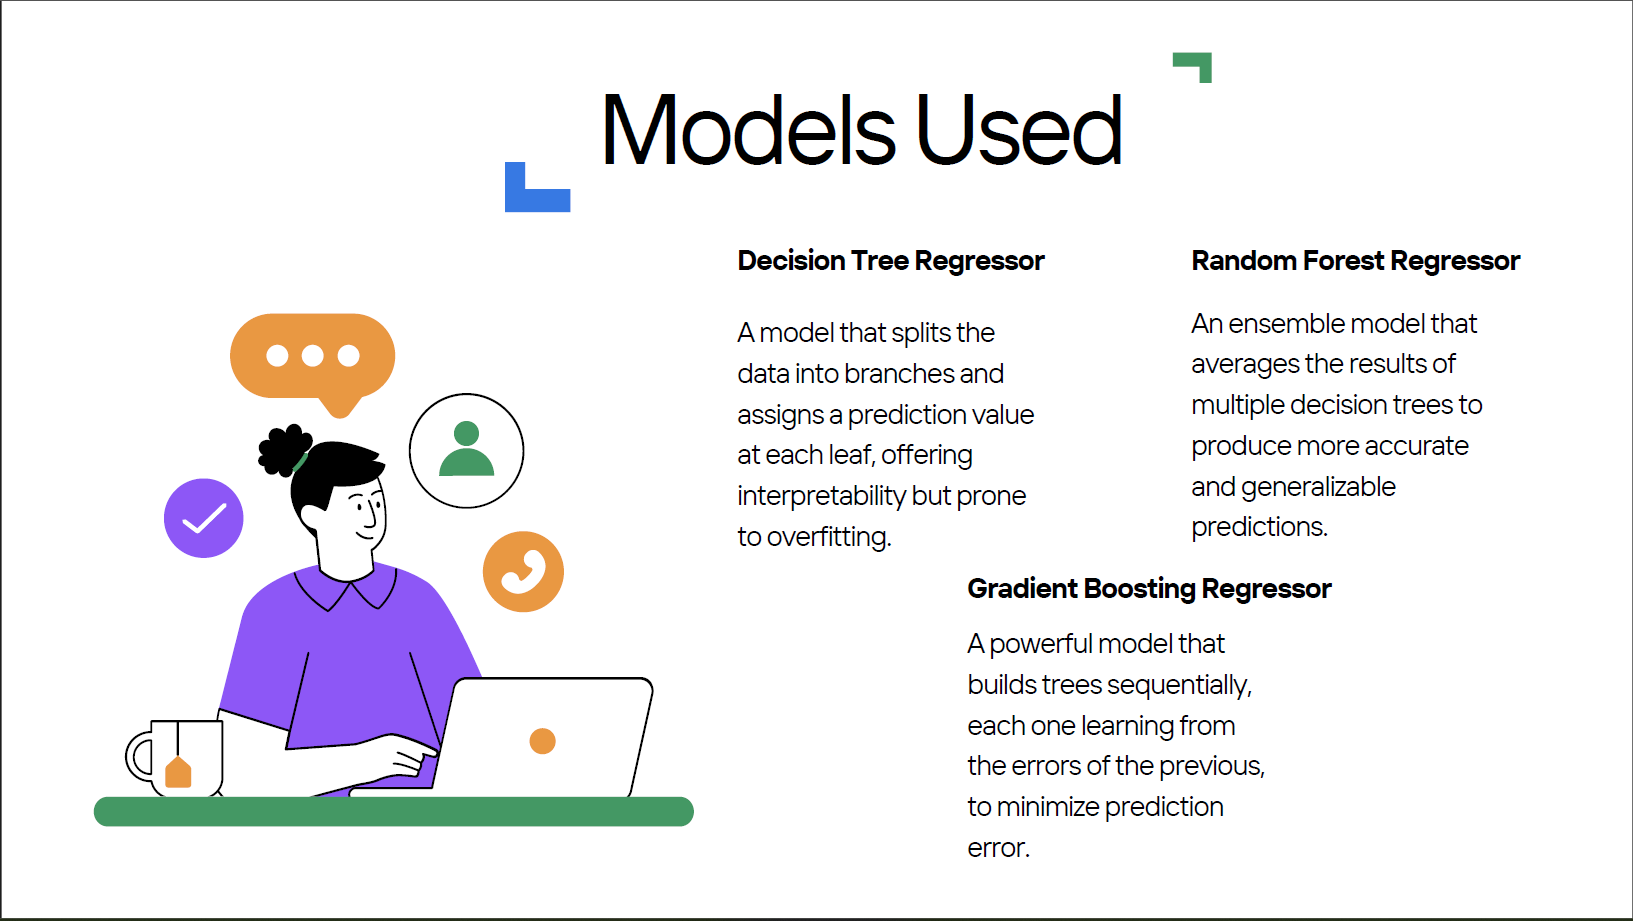 Models Used
Decision Tree Regressor
A model that splits the
data into branches and
assigns a prediction value
at each leaf, offering
interpretability but prone
to overfitting.
Random Forest Regressor
An ensemble model that
averages the results of
multiple decision trees to
produce more accurate
and generalizable
predictions.
Gradient Boosting Regressor
A powerful model that
builds trees sequentially,
each one learning from
the errors of the previous,
to minimize prediction
error.